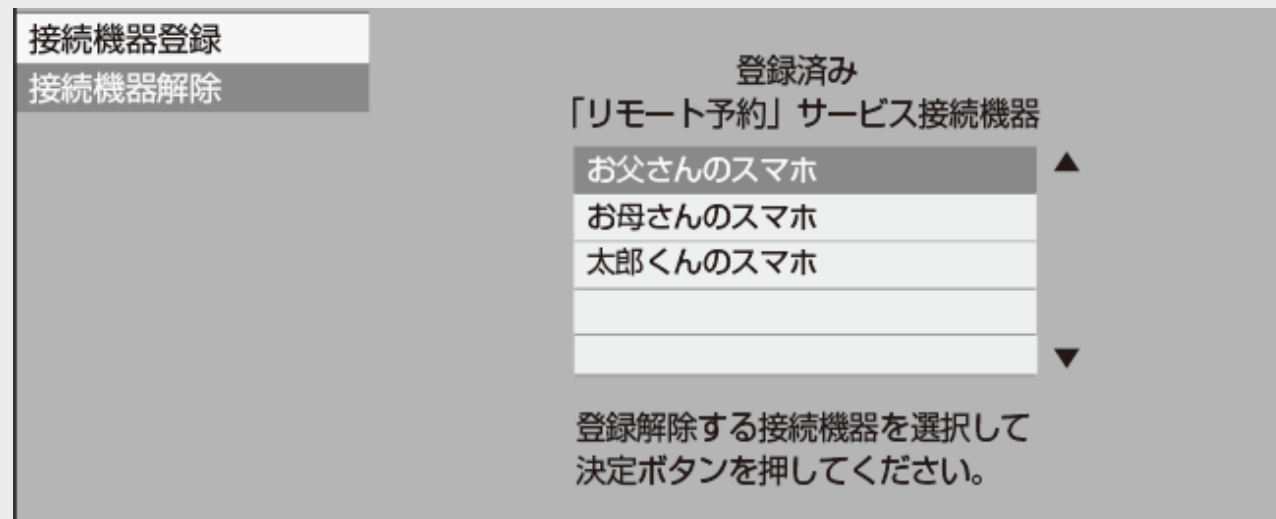 接続機器登録
接続機器解除
登録済み
「リモート予約」サービス接続機器
お父さんのスマホ
お母さんのスマホ
太郎くんのスマホ
登録解除する接続機器を選択して
決定ボタンを押してください。